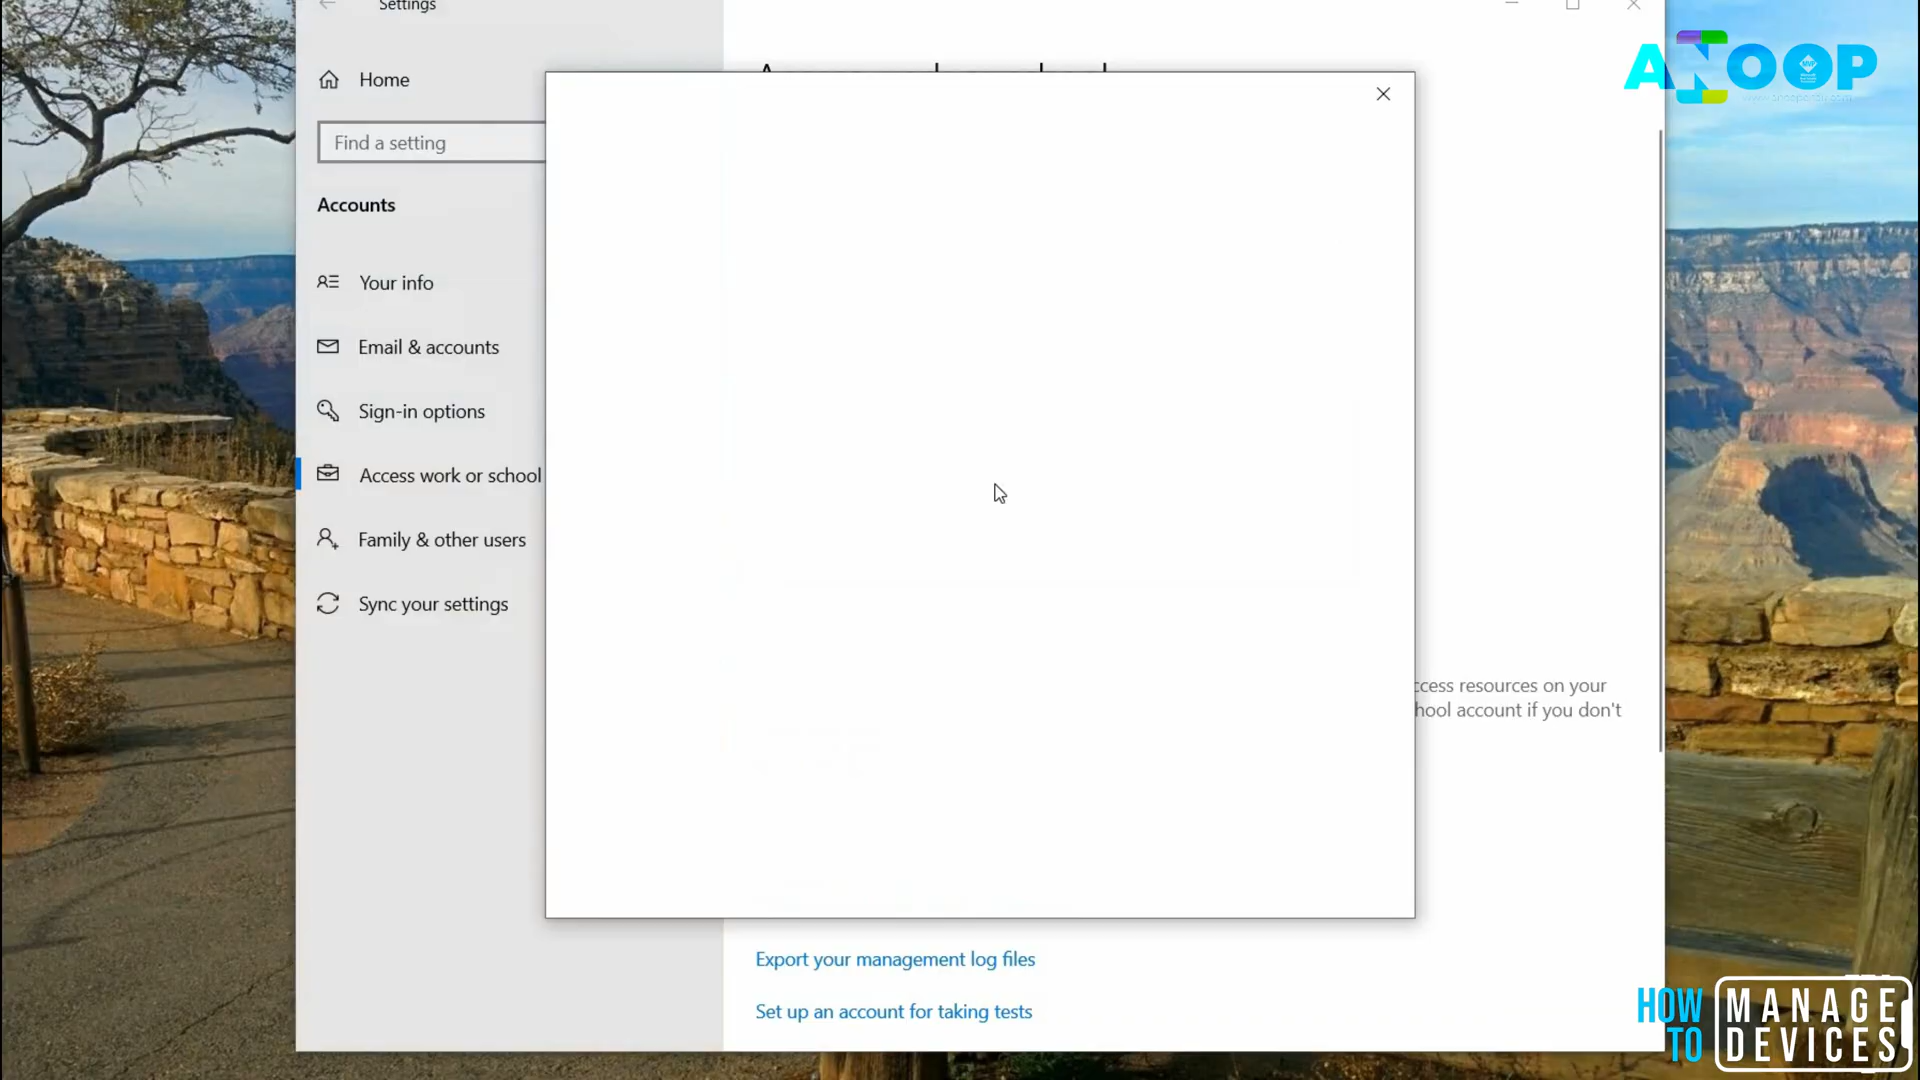 Settings
Home
Find a setting
Accounts
Your info
Email & accounts
Sign-in options
Access work or school
Family & other users
Sync your settings
ccess resources on your
hool account if you don't
Export your management log files
Set up an account for taking tests
ANOOP
HOW
TO
MANAGE
DEVICES